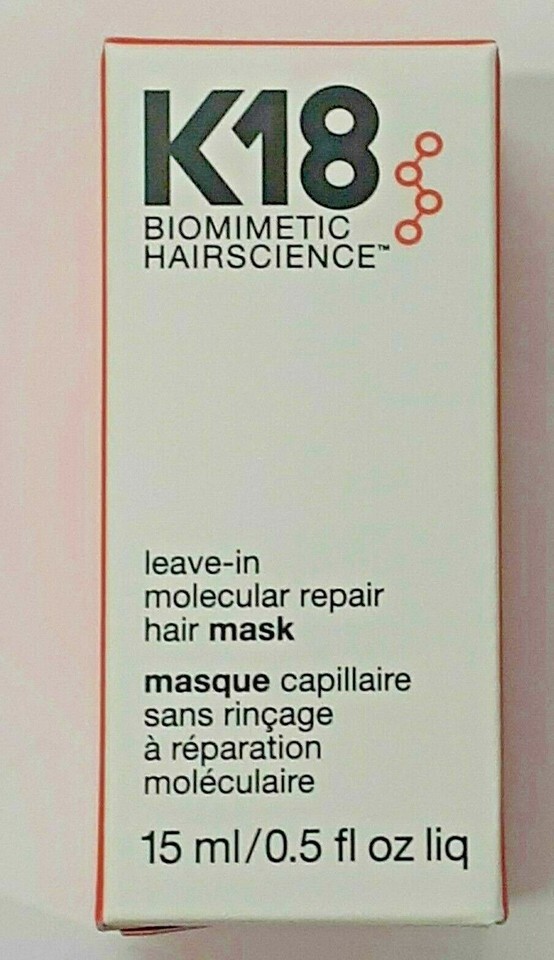 K18
BIOMIMETIC
HAIRSCIENCE™
leave-in
molecular repair
hair mask
masque capillaire
sans rinçage
à réparation
moléculaire
15 ml/0.5 fl oz liq